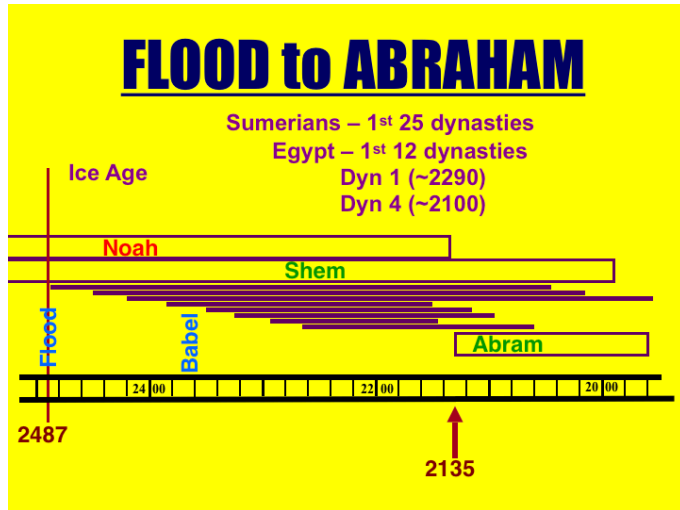 FLOOD to ABRAHAM
Sumerians – 1st 25 dynasties
Egypt – 1st 12 dynasties
Dyn 1 (~2290)
Dyn 4 (~2100)
Ice Age
Noah
Shem
Flood
Babel
Abram
24 00
22 00
20 00
2487
2135